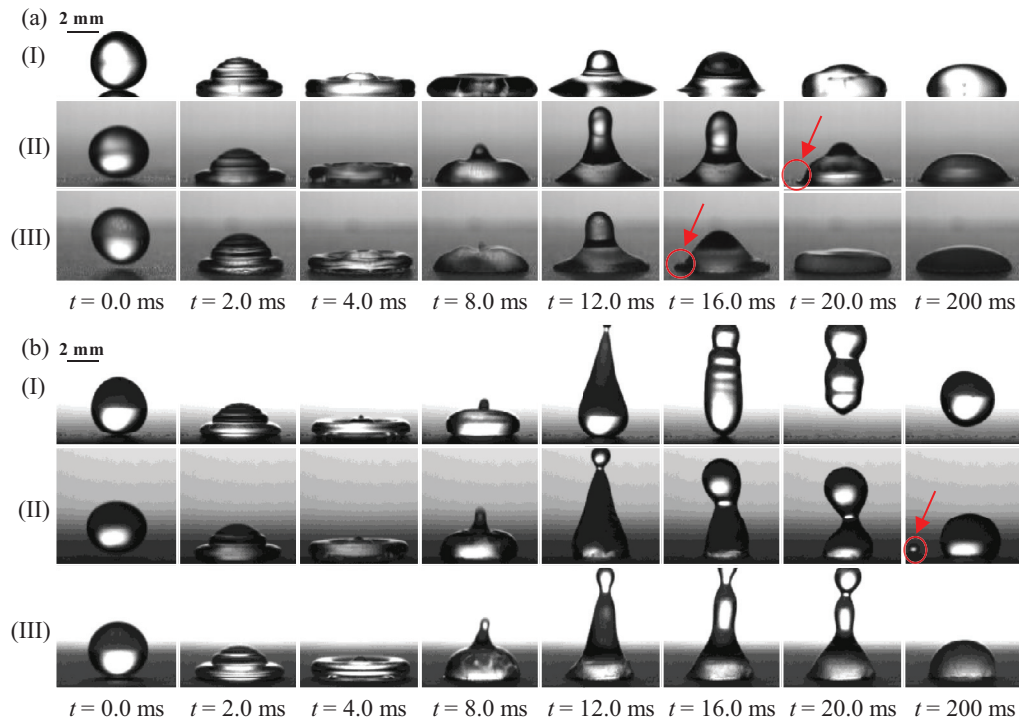 (a) 2 mm
(I)
(II)
(III)
t = 0.0 ms t = 2.0 ms t = 4.0 ms t = 8.0 ms t = 12.0 ms t = 16.0 ms t = 20.0 ms t = 200 ms
(b) 2 mm
(I)
(II)
(III)
t = 0.0 ms t = 2.0 ms t = 4.0 ms t = 8.0 ms t = 12.0 ms t = 16.0 ms t = 20.0 ms t = 200 ms